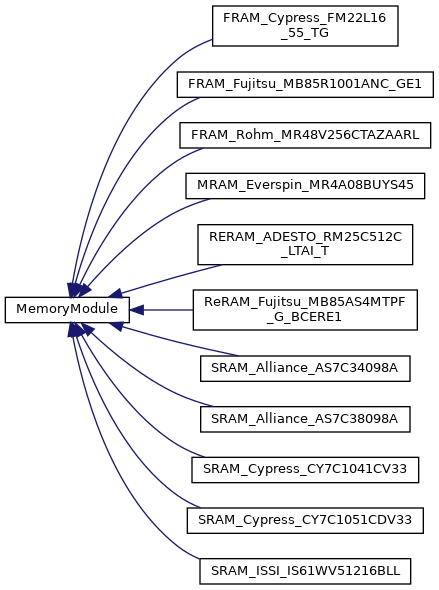 FRAM_Cypress_FM22L16
_55_TG
FRAM_Fujitsu_MB85R1001ANC_GE1
FRAM_Rohm_MR48V256CTAZAARL
MRAM_Everspin_MR4A08BUYS45
RERAM_ADESTO_RM25C512C
_LTAI_T
MemoryModule
ReRAM_Fujitsu_MB85AS4MTPF
_G_BCERE1
SRAM_Alliance_AS7C34098A
SRAM_Alliance_AS7C38098A
SRAM_Cypress_CY7C1041CV33
SRAM_Cypress_CY7C1051CDV33
SRAM_ISSI_IS61WV51216BLL